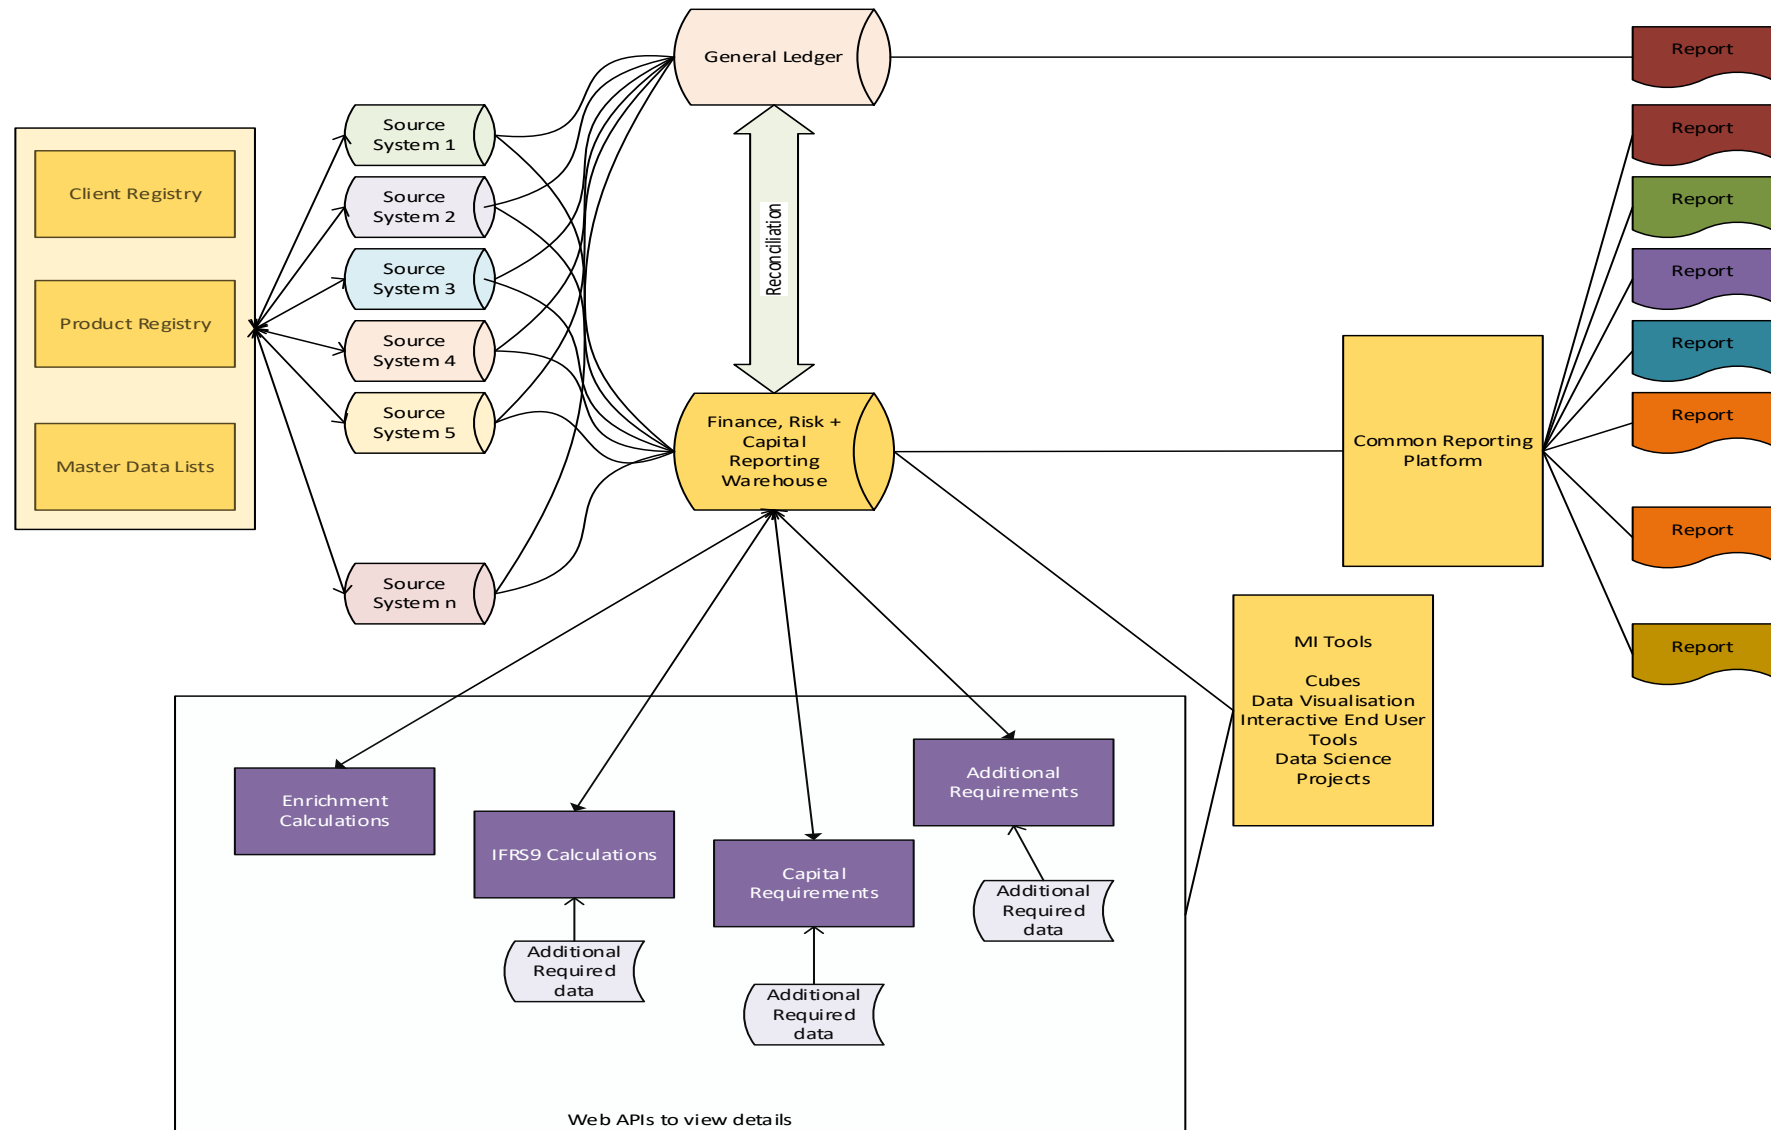 General Ledger
Report
Source
System 1
Report
Client Registry
Source
System 2
Report
Reconciliation
Source
System 3
Report
Product Registry
Source
System 4
Report
Source
System 5
Report
Finance, Risk +
Capital
Reporting
Warehouse
Common Reporting
Platform
Master Data Lists
Report
Source
System n
Report
MI Tools
Cubes
Data Visualisation
Interactive End User
Tools
Data Science
Projects
Enrichment
Calculations
IFRS9 Calculations
Capital
Requirements
Additional
Requirements
Additional
Required
data
Additional
Required
data
Additional
Required
data
Web APIs to view details